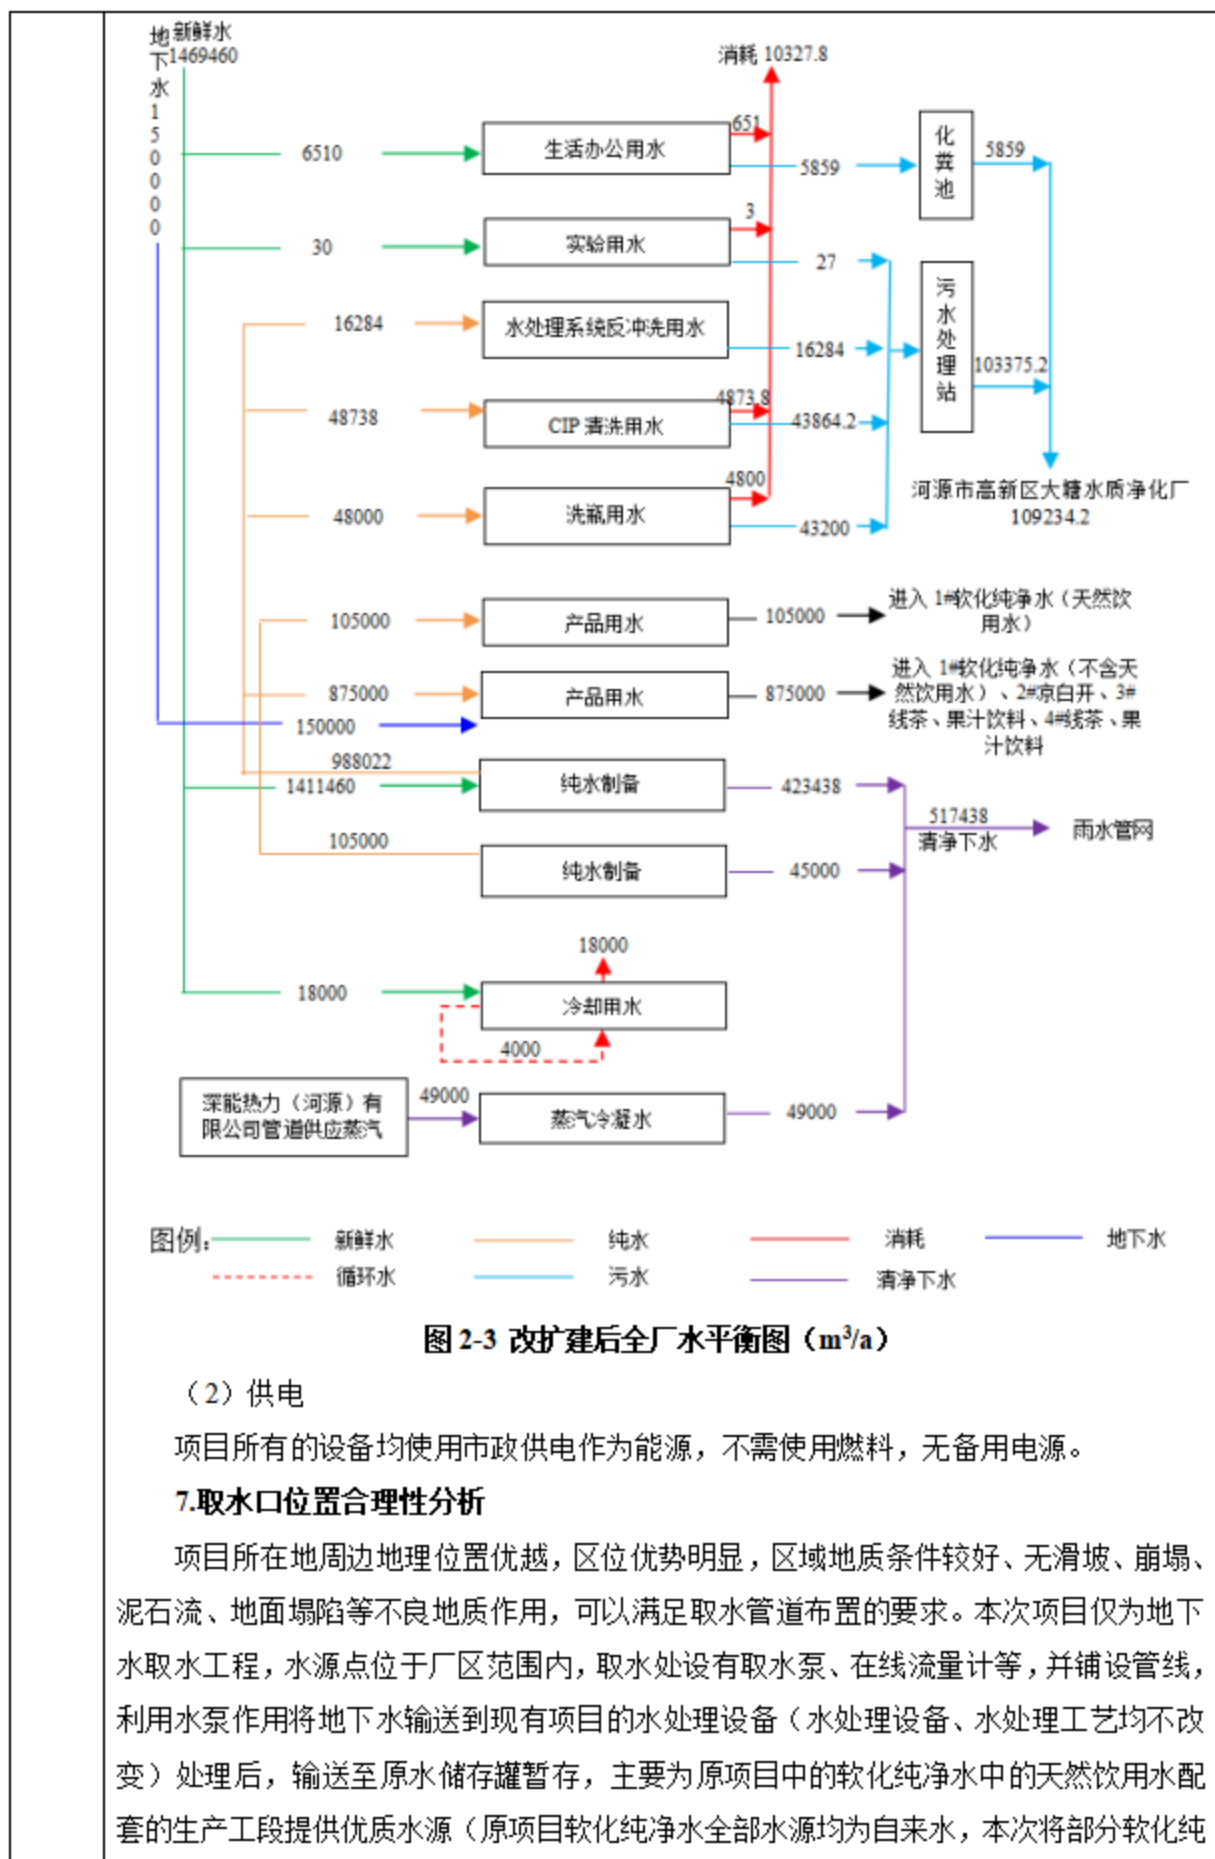 新鲜水
1469460
地下水150000
消耗 10327.8
6510
生活办公用水
651
5859
化粪池
5859
30
实验用水
3
27
污水处理站
103375.2
16284
水处理系统反冲洗用水
16284
48738
CIP 清洗用水
4873.8
43864.2
48000
洗瓶用水
4800
43200
河源市高新区大塘水质净化厂
109234.2
105000
产品用水
105000
进入 1#软化纯净水（天然饮
用水）
875000
产品用水
875000
进入 1#软化纯净水（不含天
然饮用水）、2#凉白开、3#
线茶、果汁饮料、4#线茶、果
汁饮料
150000
988022
1411460
纯水制备
423438
517438
清净下水
雨水管网
105000
纯水制备
45000
18000
18000
冷却用水
4000
深能热力（河源）有
限公司管道供应蒸汽
49000
蒸汽冷凝水
49000
图例： 新鲜水 纯水 消耗 地下水
循环水 污水 清净下水
图 2-3 改扩建后全厂水平衡图（m³/a）
（2）供电
项目所有的设备均使用市政供电作为能源，不需使用燃料，无备用电源。
7.取水口位置合理性分析
项目所在地周边地理位置优越，区位优势明显，区域地质条件较好、无滑坡、崩塌、
泥石流、地面塌陷等不良地质作用，可以满足取水管道布置的要求。本次项目仅为地下
水取水工程，水源点位于厂区范围内，取水处设有取水泵、在线流量计等，并铺设管线，
利用水泵作用将地下水输送到现有项目的水处理设备（水处理设备、水处理工艺均不改
变）处理后，输送至原水储存罐暂存，主要为原项目中的软化纯净水中的天然饮用水配
套的生产工段提供优质水源（原项目软化纯净水全部水源均为自来水，本次将部分软化纯